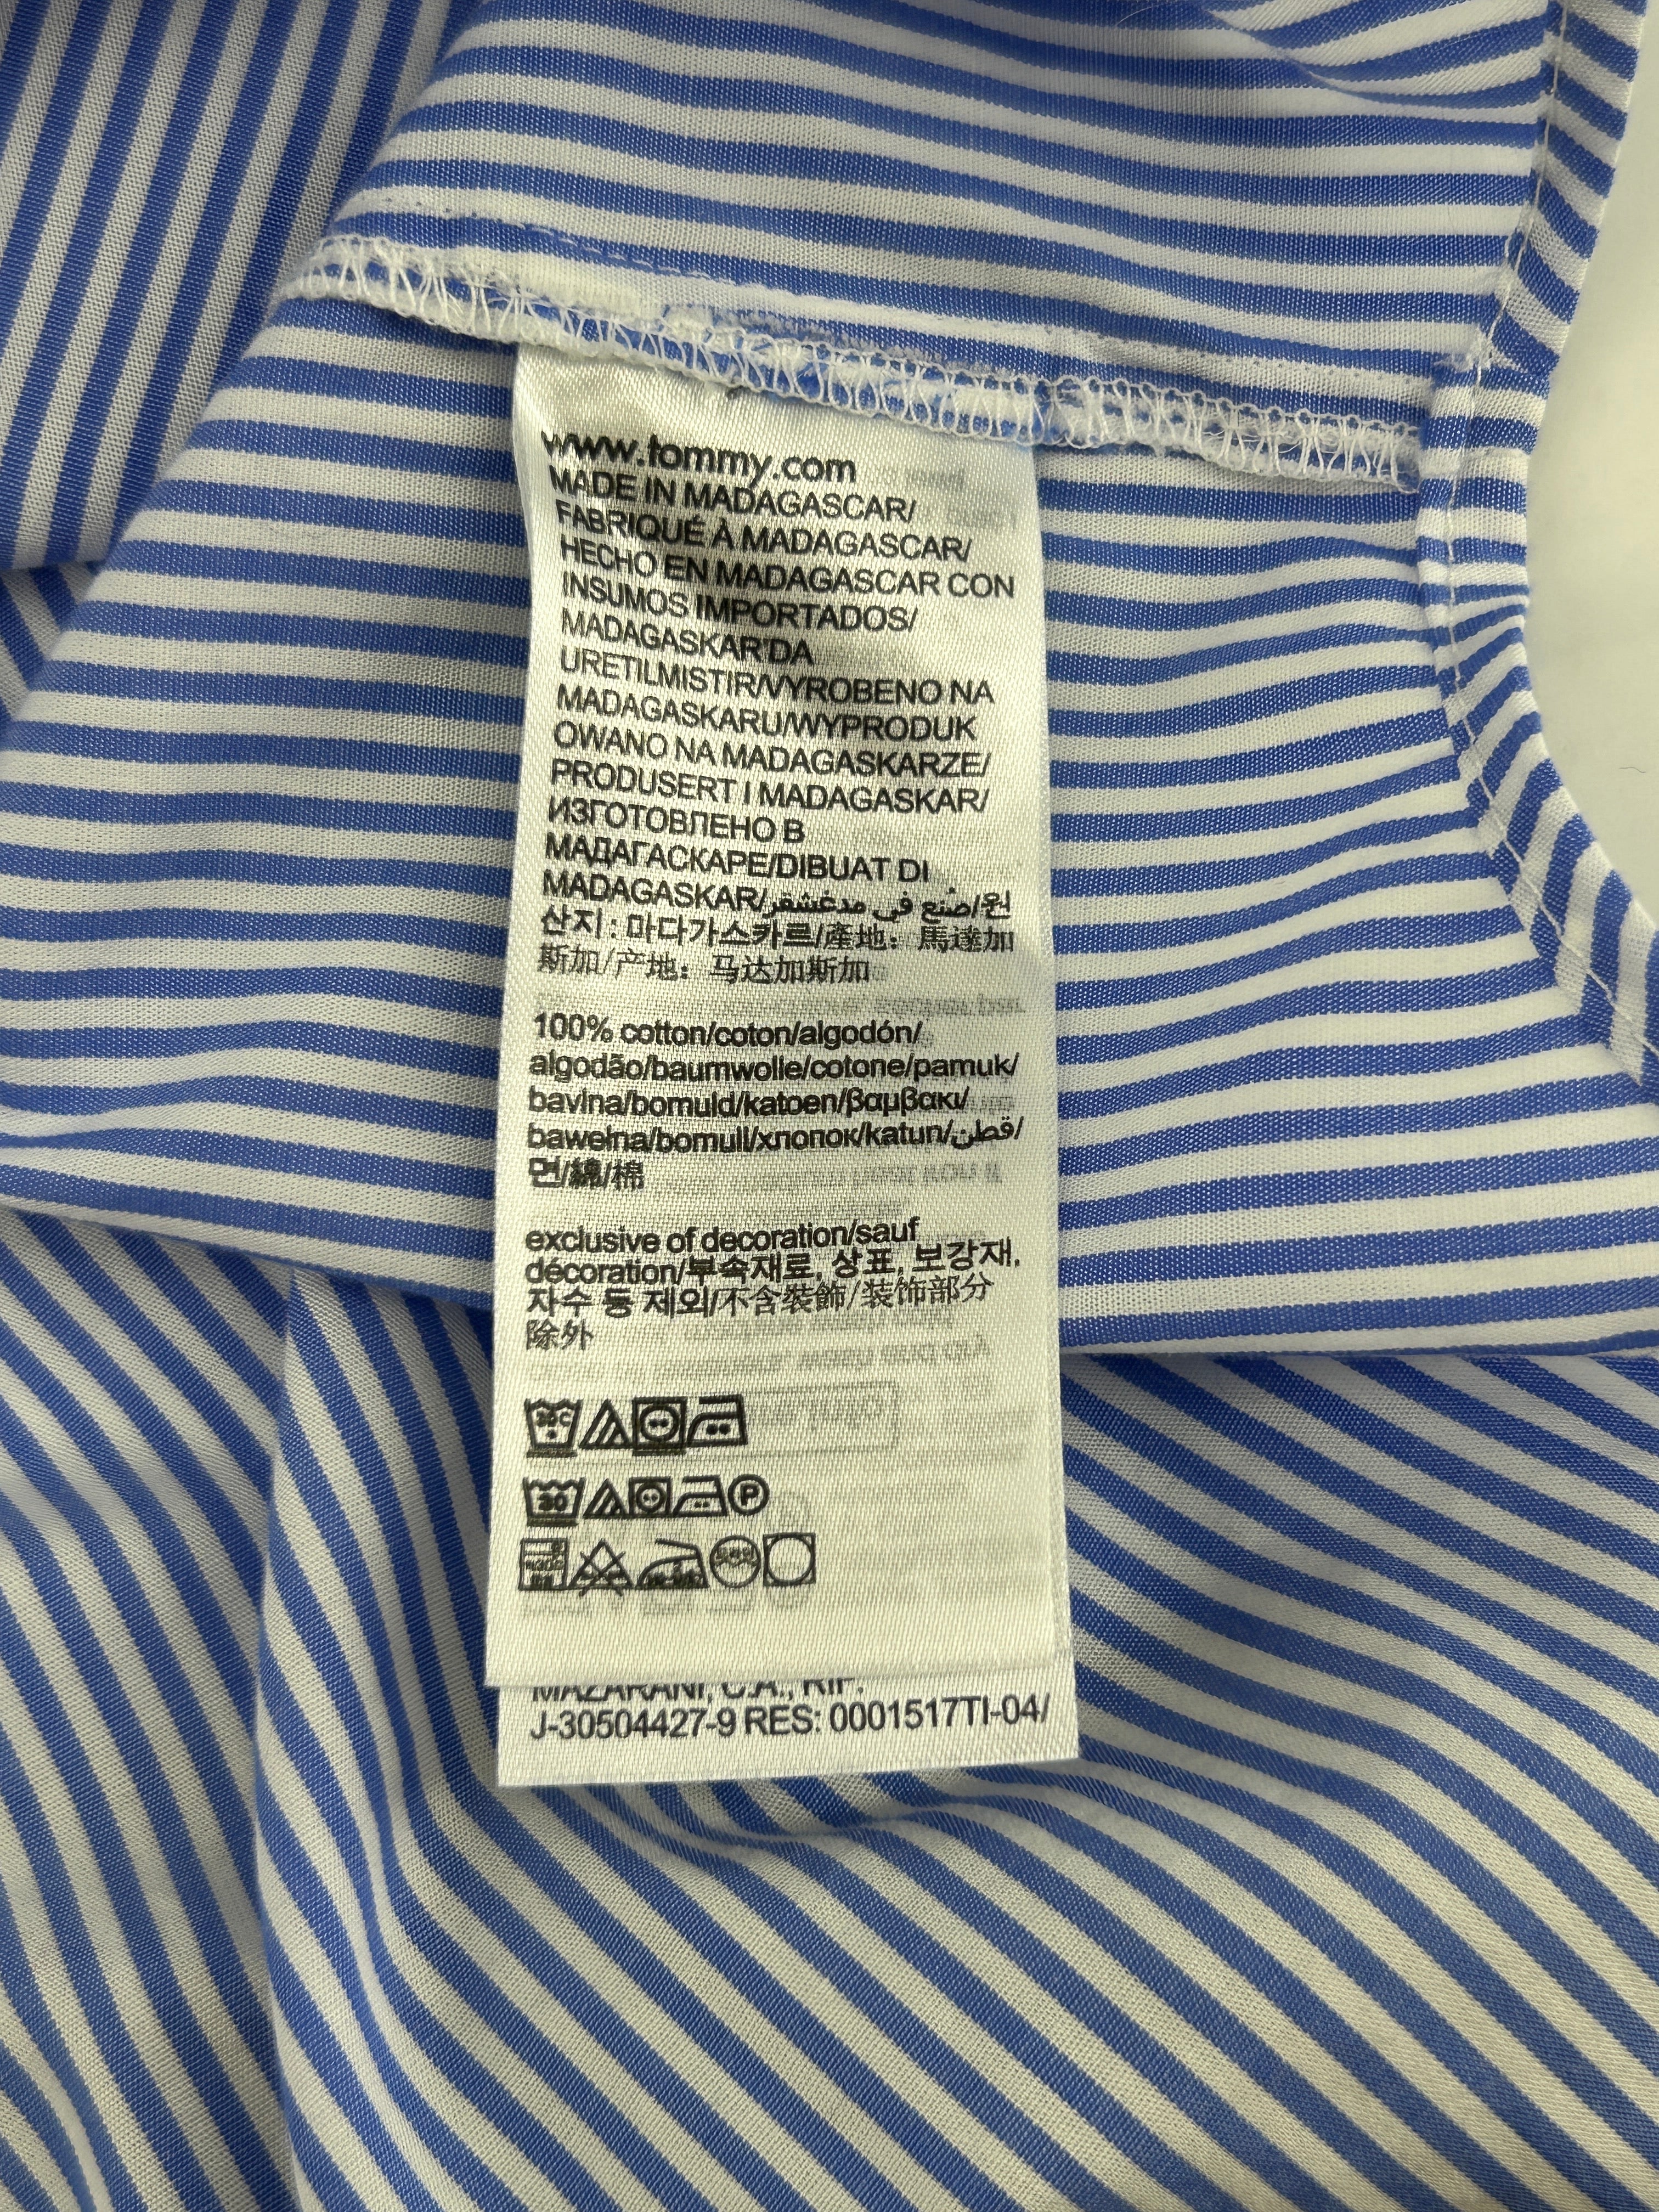 www.tommy.com
MADE IN MADAGASCAR/
FABRIQUÉ À MADAGASCAR/
HECHO EN MADAGASCAR CON
INSUMOS IMPORTADOS/
MADAGASKAR'DA
URETILMISTIR/VYROBENO NA
MADAGASKARU/WYPRODUK
OWANO NA MADAGASKARZE/
PRODUSERT I MADAGASKAR/
ИЗГОТОВЛЕНО В
МАДАГАСКАРЕ/DIBUAT DI
MADAGASKAR/صنع في مدغشقر/원
산지 : 마다가스카르/產地：馬達加
斯加/产地：马达加斯加
100% cotton/coton/algodón/
algodão/baumwolle/cotone/pamuk/
bavlna/bomuld/katoen/βαμβακι/
bawełna/bomull/хлопок/katun/قطن/
면/綿/棉
exclusive of decoration/sauf
décoration/부속재료, 상표, 보강재,
자수 등 제외/不含裝飾/装饰部分
除外
30C
30
P
MAZARANI, C.A., RIF:
J-30504427-9 RES: 0001517TI-04/